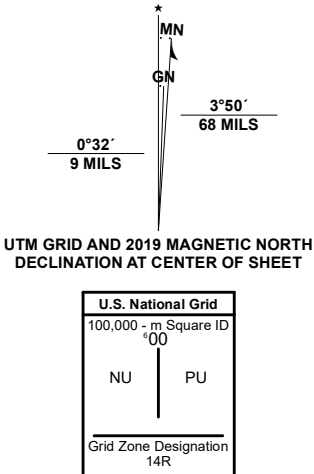 ★
MN
GN
3°50´
68 MILS
0°32´
9 MILS
UTM GRID AND 2019 MAGNETIC NORTH
DECLINATION AT CENTER OF SHEET
U.S. National Grid
100,000 - m Square ID
⁶00
NU PU
Grid Zone Designation
14R